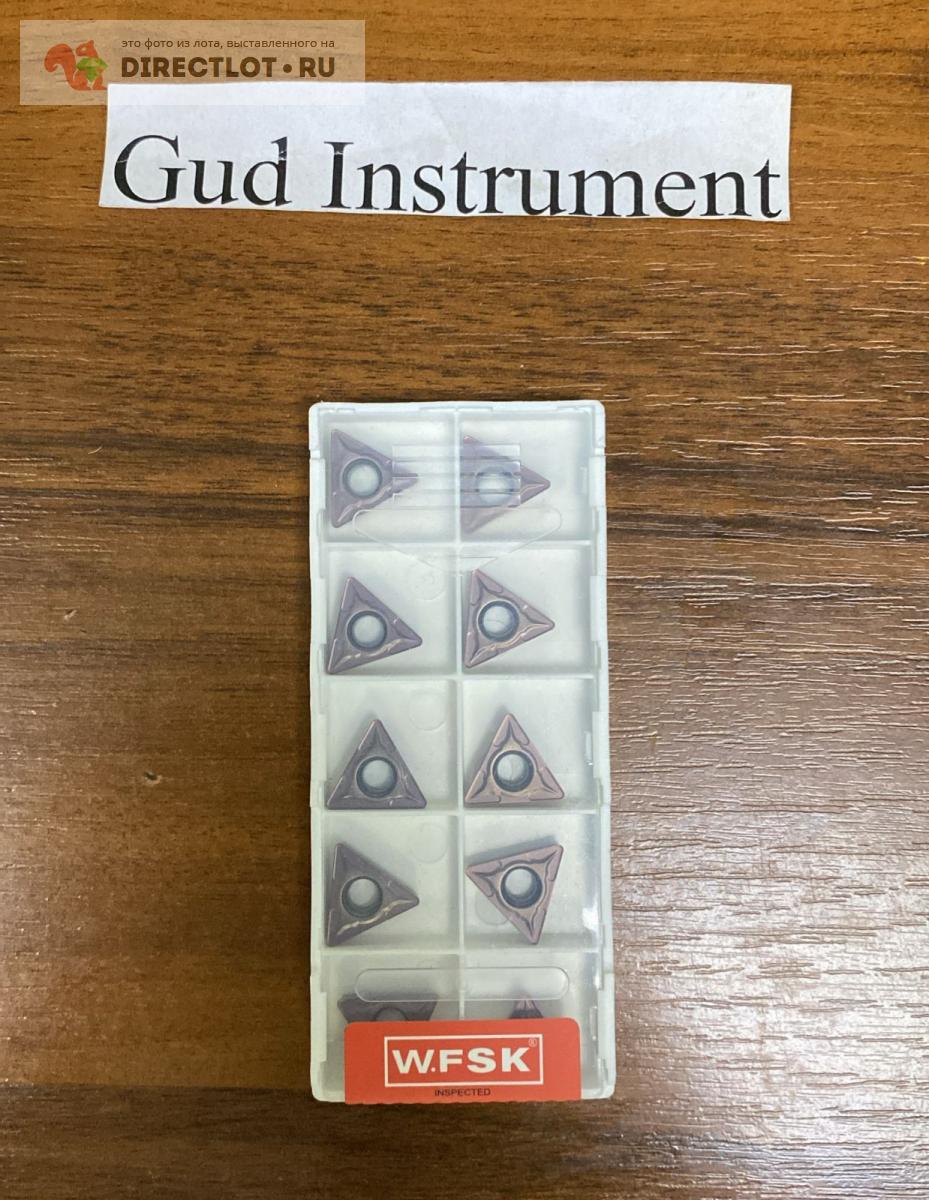 это фото из лота, выставленного на
DIRECTLOT•RU
Gud Instrument
W.FSK®
INSPECTED